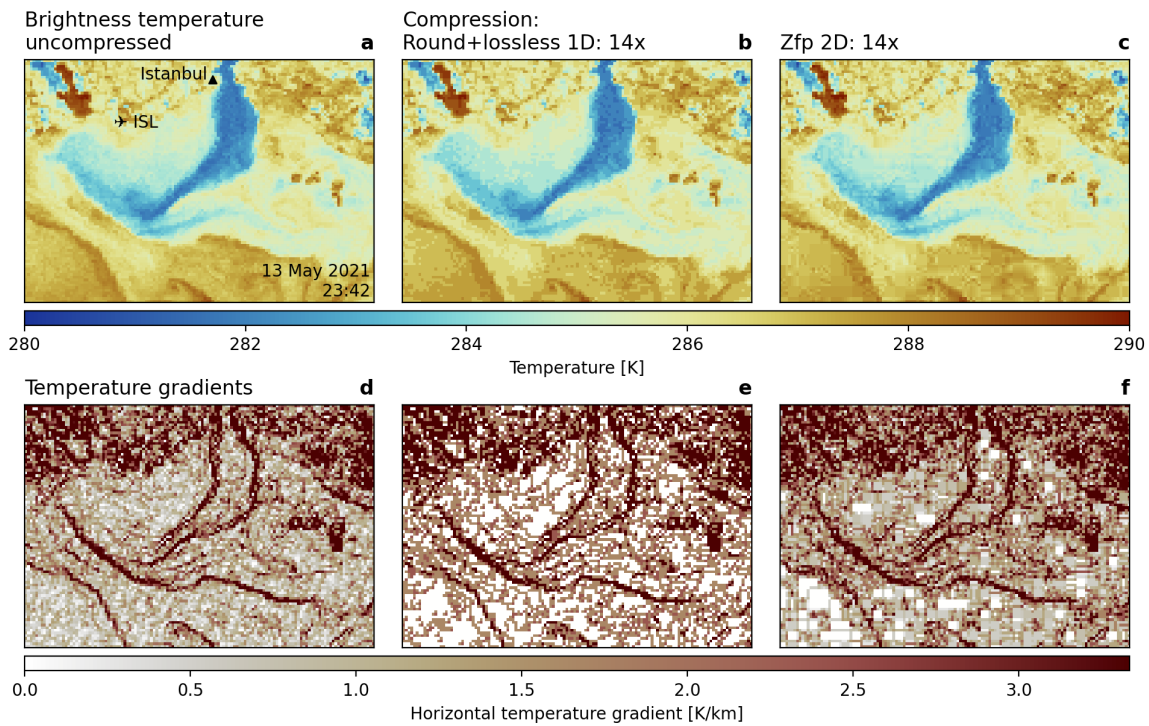 Brightness temperature
uncompressed
a
Compression:
Round+lossless 1D: 14x
b
Zfp 2D: 14x
c
Istanbul
ISL
13 May 2021
23:42
280
282
284
286
288
290
Temperature [K]
Temperature gradients
d
e
f
0.0
0.5
1.0
1.5
2.0
2.5
3.0
Horizontal temperature gradient [K/km]